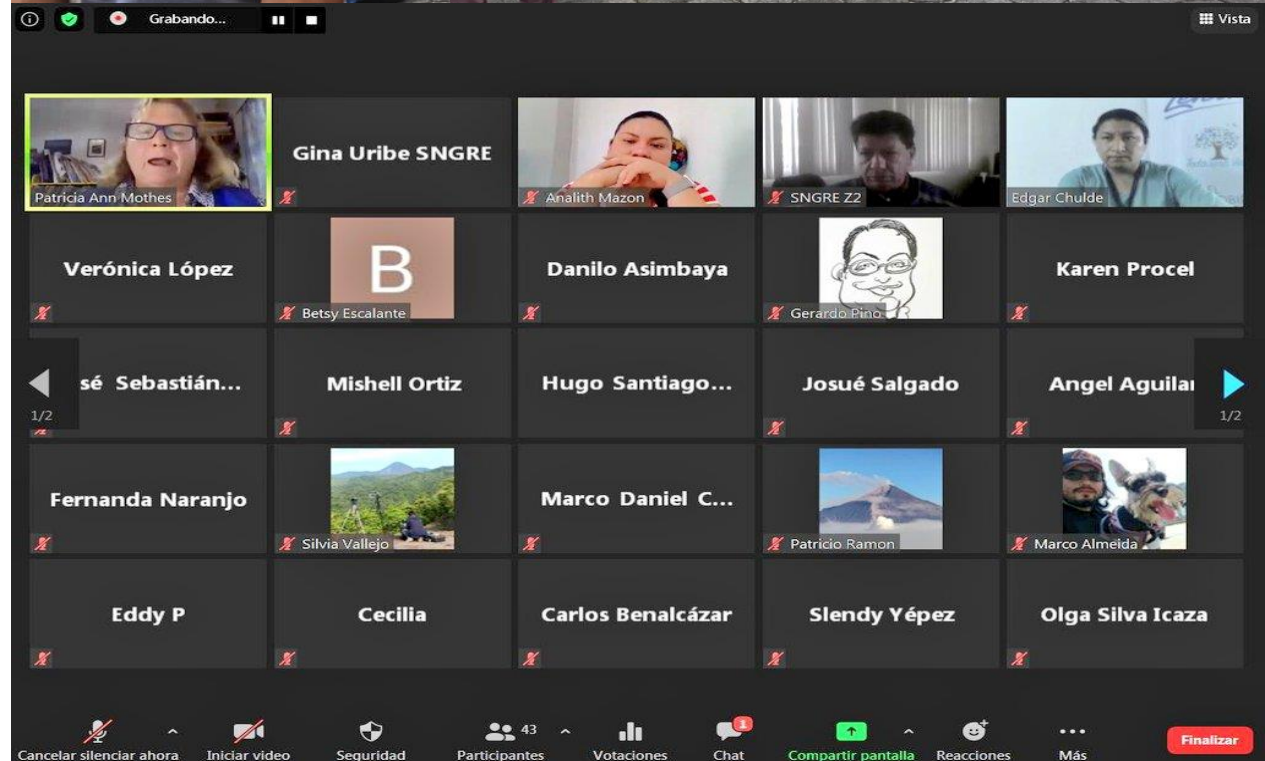 Grabando...
Vista
Patricia Ann Mothes
Gina Uribe SNGRE
Analith Mazon
SNGRE Z2
Edgar Chulde
Verónica López
B
Betsy Escalante
Danilo Asimbaya
Gerardo Pino
Karen Procel
sé Sebastián...
Mishell Ortiz
Hugo Santiago...
Josué Salgado
Angel Aguilar
1/2
1/2
Fernanda Naranjo
Silvia Vallejo
Marco Daniel C...
Patricio Ramon
Marco Almeida
Eddy P
Cecilia
Carlos Benalcázar
Slendy Yépez
Olga Silva Icaza
Cancelar silenciar ahora
Iniciar video
Seguridad
43
Participantes
Votaciones
1
Chat
Compartir pantalla
Reacciones
Más
Finalizar